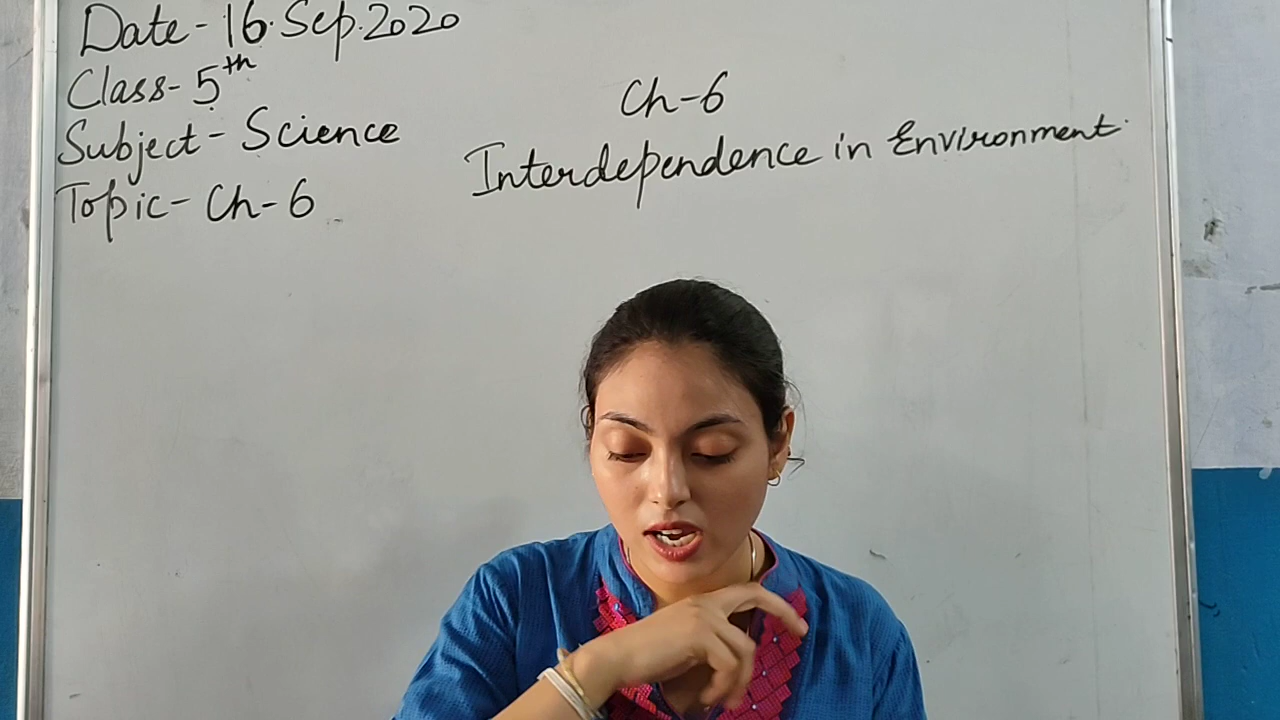 Date - 16. Sep. 2020
Class - 5th
Subject - Science
Topic - Ch - 6
Ch - 6
Interdependence in Environment.